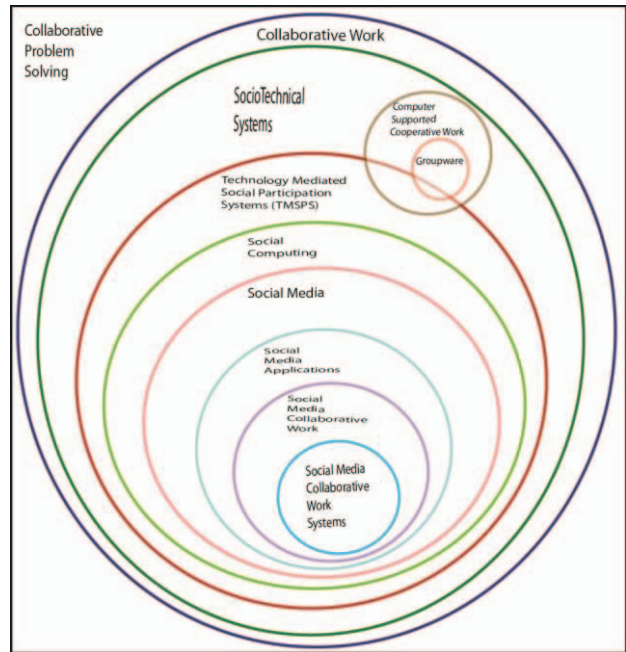 Collaborative
Problem
Solving
Collaborative Work
SocioTechnical
Systems
Computer
Supported
Cooperative Work
Groupware
Technology Mediated
Social Participation
Systems (TMSPS)
Social
Computing
Social Media
Social
Media
Applications
Social
Media
Collaborative
Work
Social Media
Collaborative
Work
Systems